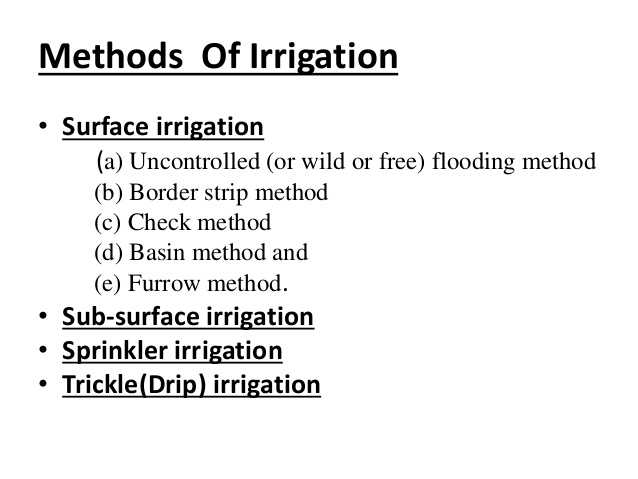 Methods Of Irrigation
• Surface irrigation
(a) Uncontrolled (or wild or free) flooding method
(b) Border strip method
(c) Check method
(d) Basin method and
(e) Furrow method.
• Sub-surface irrigation
• Sprinkler irrigation
• Trickle(Drip) irrigation